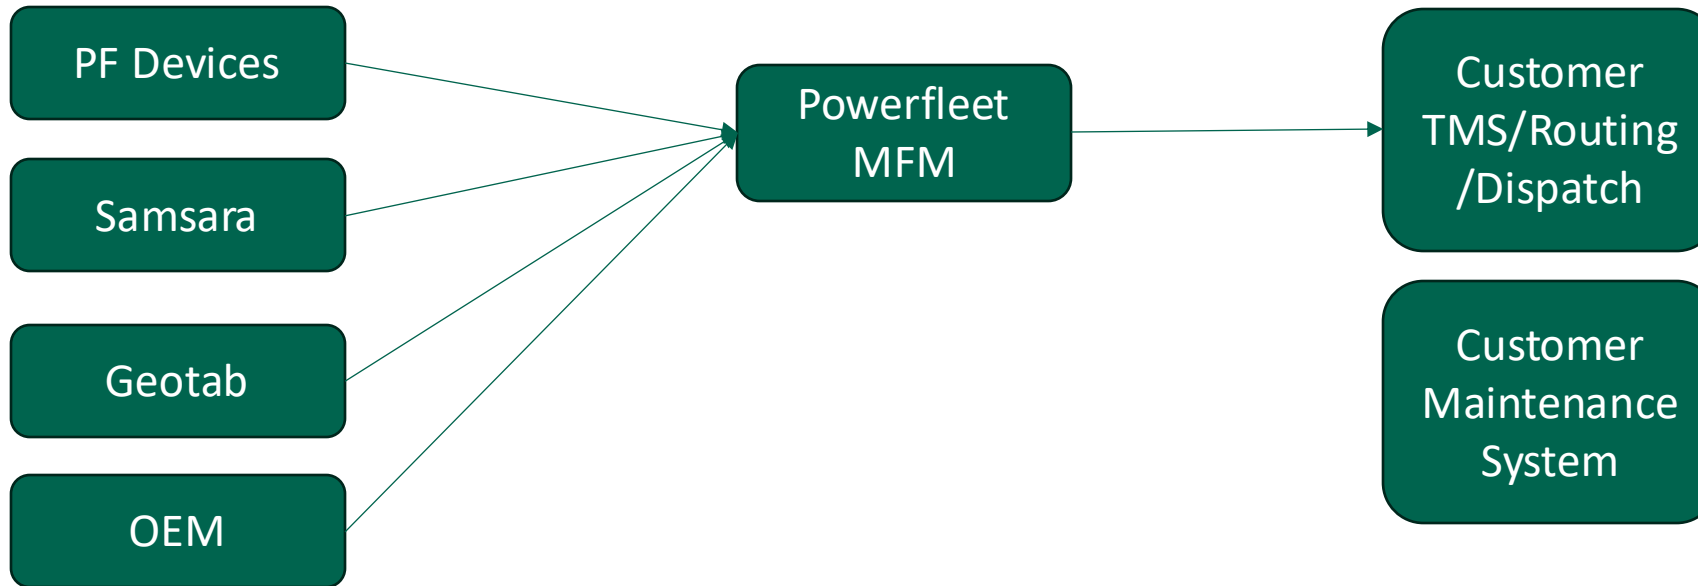 PF Devices
Samsara
Geotab
OEM
Powerfleet
MFM
Customer
TMS/Routing
/Dispatch
Customer
Maintenance
System